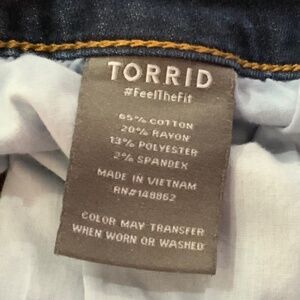 TORRID
#FeelTheFit
65% COTTON
20% RAYON
13% POLYESTER
2% SPANDEX
MADE IN VIETNAM
RN#148862
COLOR MAY TRANSFER
WHEN WORN OR WASHED